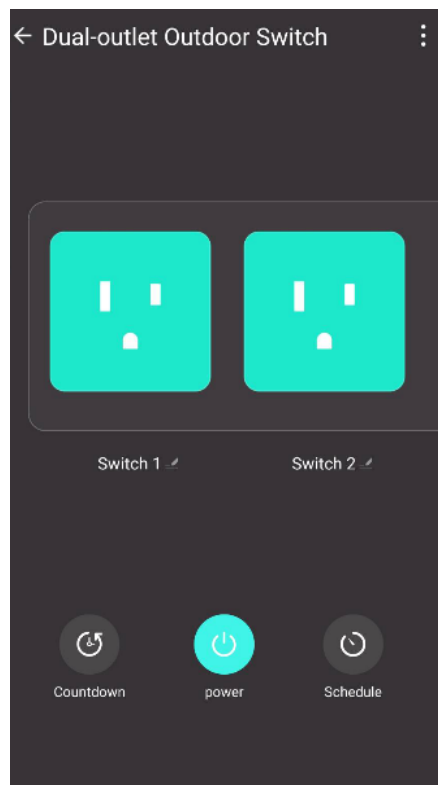 Dual-outlet Outdoor Switch
Switch 1
Switch 2
Countdown
power
Schedule